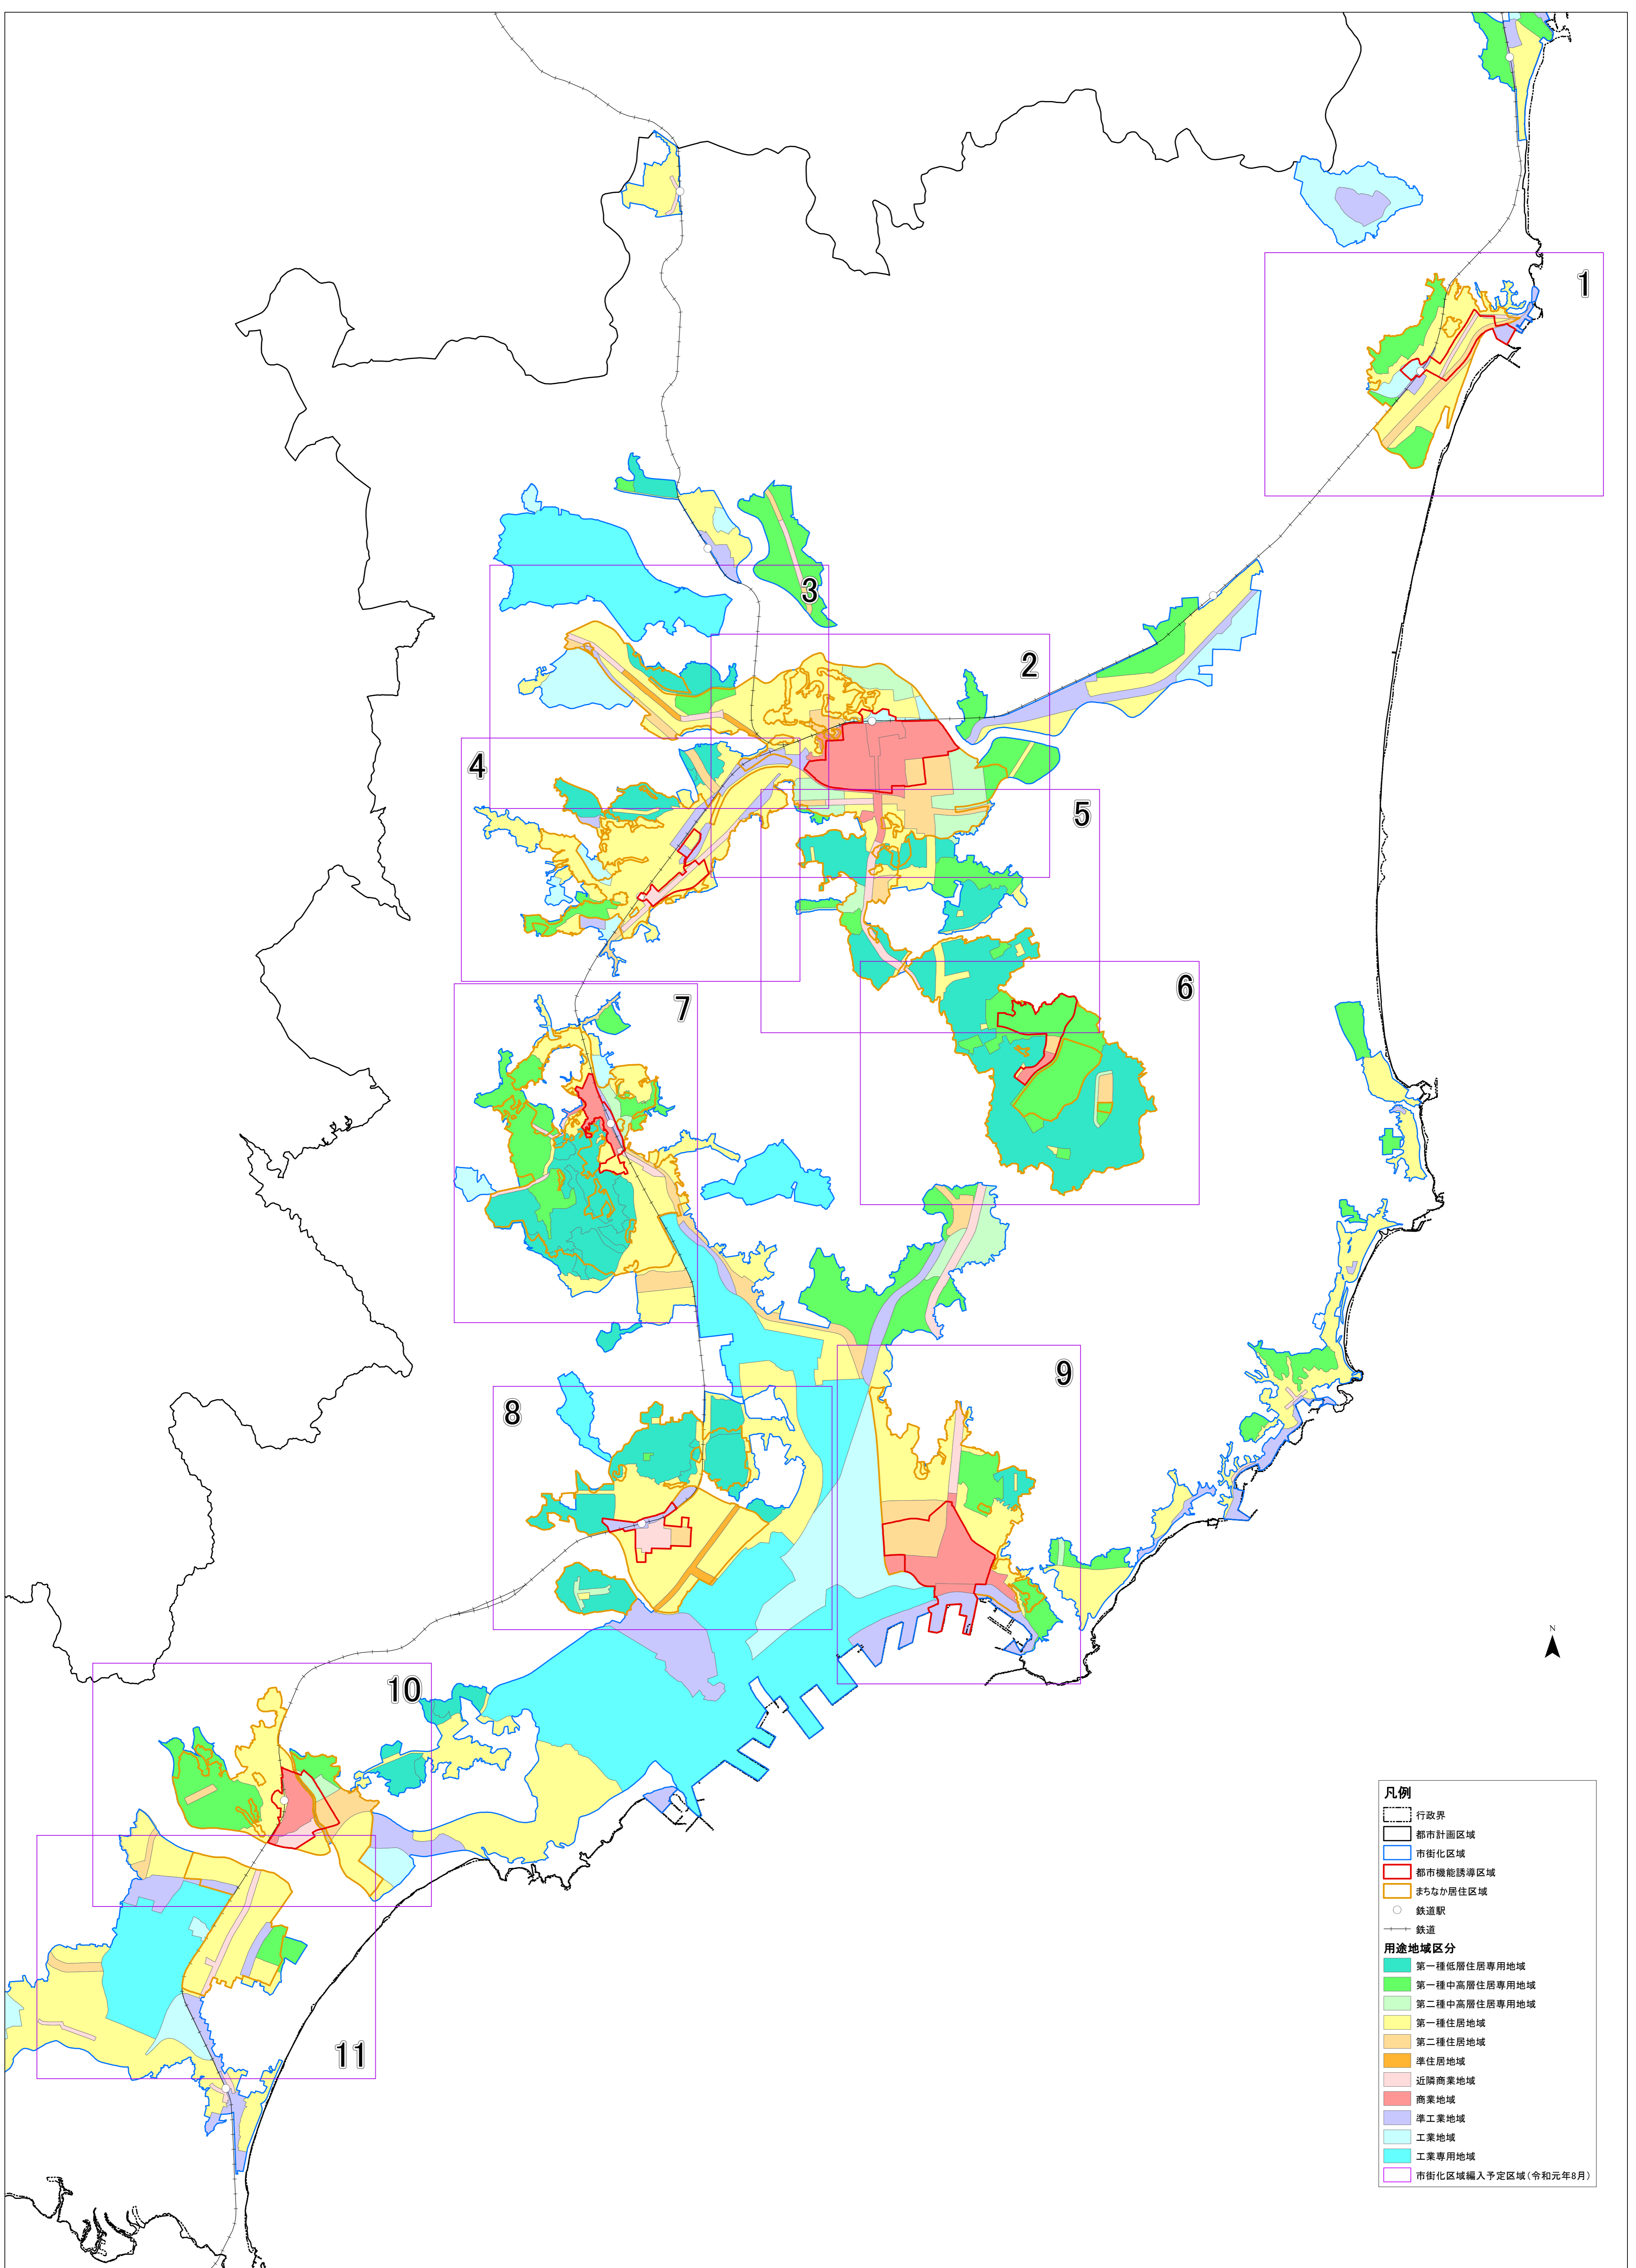 1
3
2
4
5
6
7
9
8
10
11
N
凡例
行政界
都市計画区域
市街化区域
都市機能誘導区域
まちなか居住区域
鉄道駅
鉄道
用途地域区分
第一種低層住居専用地域
第一種中高層住居専用地域
第二種中高層住居専用地域
第一種住居地域
第二種住居地域
準住居地域
近隣商業地域
商業地域
準工業地域
工業地域
工業専用地域
市街化区域編入予定区域(令和元年8月)